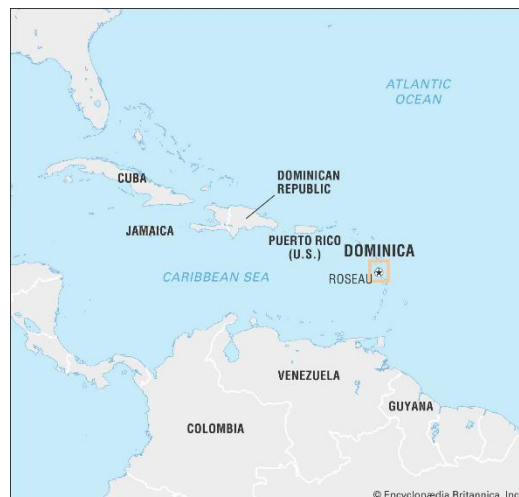 ATLANTIC
OCEAN
CUBA
DOMINICAN
REPUBLIC
JAMAICA
PUERTO RICO
(U.S.)
DOMINICA
CARIBBEAN SEA
ROSEAU
VENEZUELA
GUYANA
COLOMBIA
© Encyclopædia Britannica, Inc.